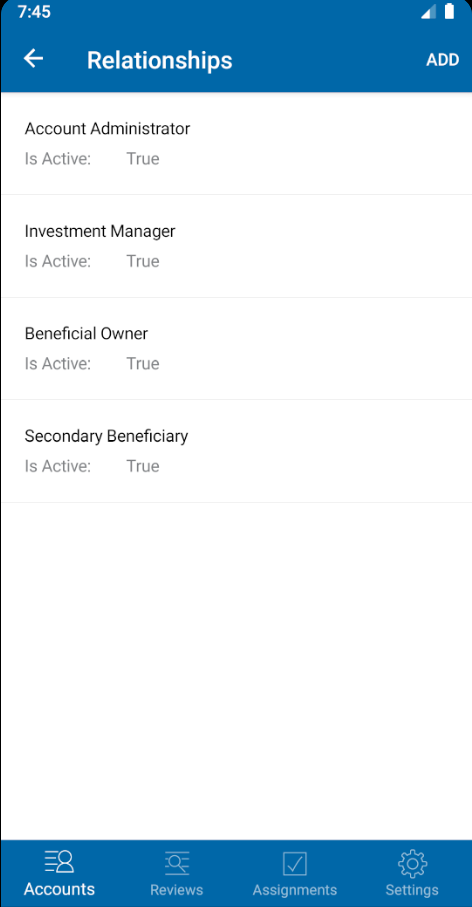 7:45
Relationships ADD
Account Administrator
Is Active: True
Investment Manager
Is Active: True
Beneficial Owner
Is Active: True
Secondary Beneficiary
Is Active: True
Accounts Reviews Assignments Settings